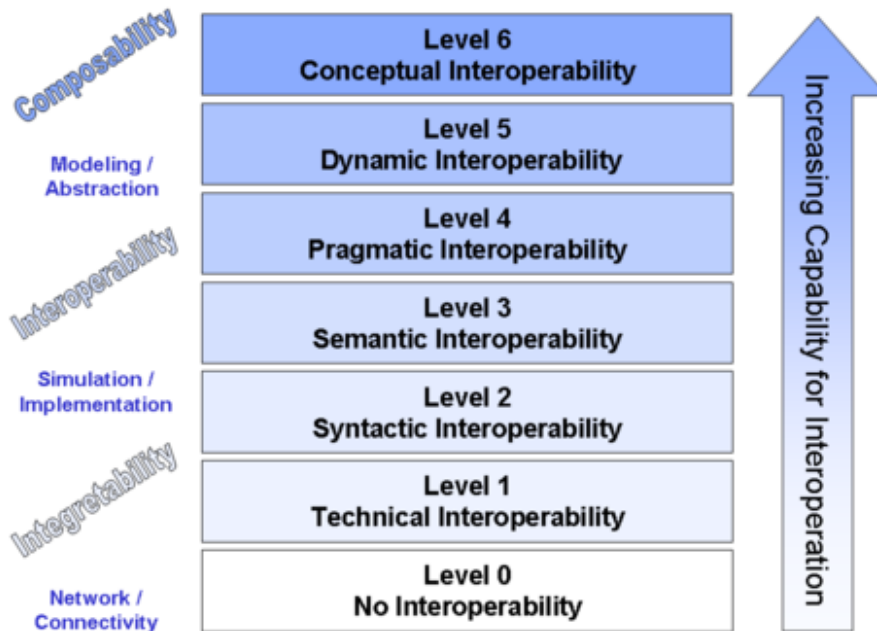 Composability
Modeling /
Abstraction
Interoperability
Simulation /
Implementation
Integretability
Network /
Connectivity
Level 6
Conceptual Interoperability
Level 5
Dynamic Interoperability
Level 4
Pragmatic Interoperability
Level 3
Semantic Interoperability
Level 2
Syntactic Interoperability
Level 1
Technical Interoperability
Level 0
No Interoperability
Increasing Capability for Interoperation